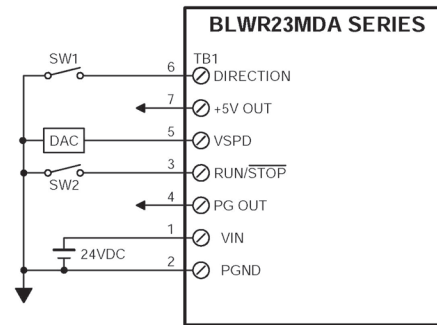 BLWR23MDA SERIES
SW1
6
TB1
DIRECTION
7
+5V OUT
DAC
5
VSPD
SW2
3
RUN/STOP
4
PG OUT
24VDC
1
VIN
2
PGND